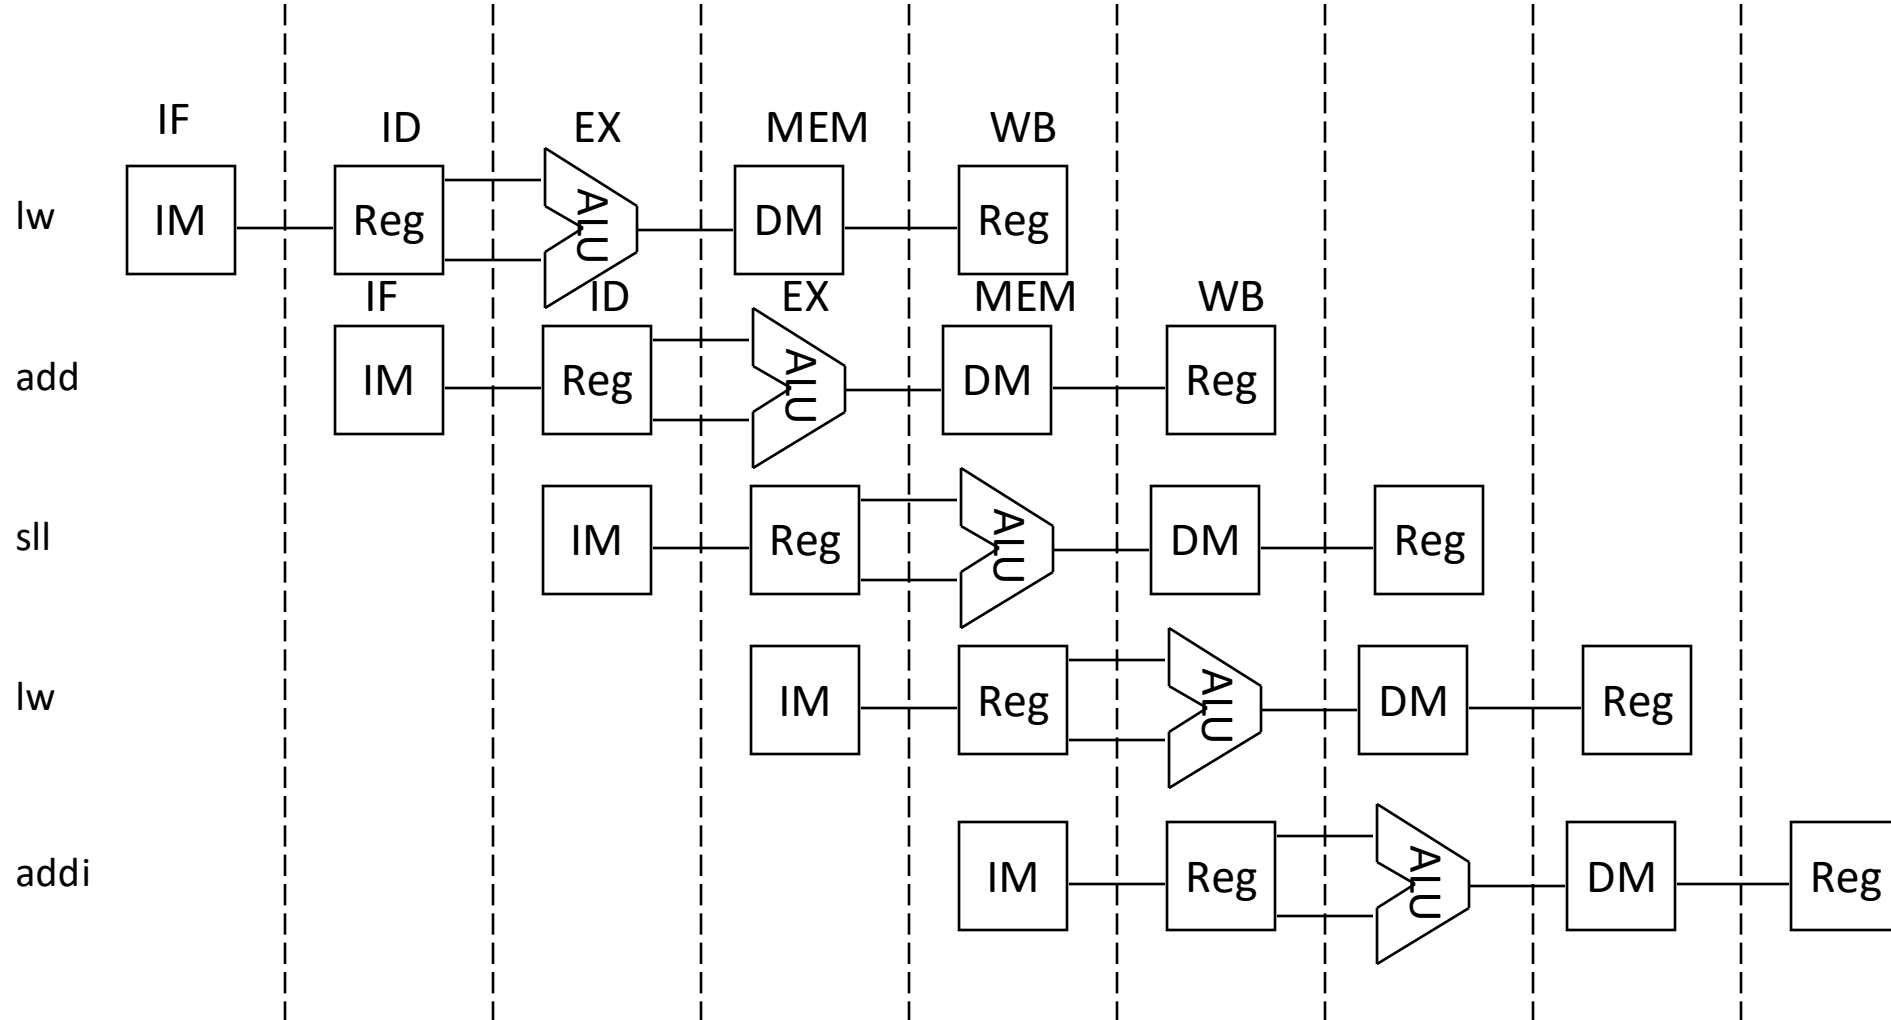 IF ID EX MEM WB
lw IM Reg ALU DM Reg
IF ID EX MEM WB
add IM Reg ALU DM Reg
sll IM Reg ALU DM Reg
lw IM Reg ALU DM Reg
addi IM Reg ALU DM Reg